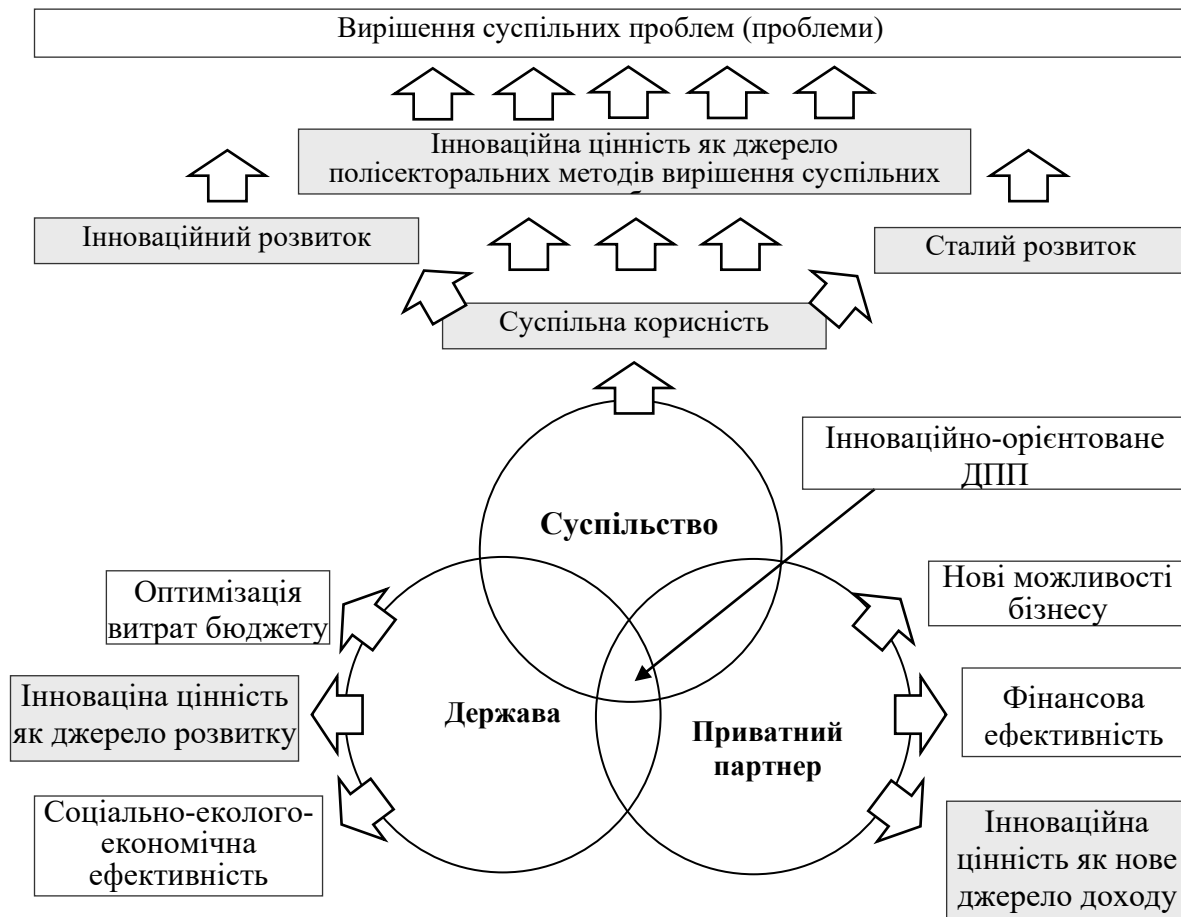 Вирішення суспільних проблем (проблеми)
Інноваційна цінність як джерело
полісекторальних методів вирішення суспільних
Інноваційний розвиток
Сталий розвиток
Суспільна корисність
Інноваційно-орієнтоване
ДПП
Суспільство
Оптимізація
витрат бюджету
Нові можливості
бізнесу
Інноваціна цінність
як джерело розвитку
Держава
Приватний
партнер
Фінансова
ефективність
Соціально-еколого-
економічна
ефективність
Інноваційна
цінність як нове
джерело доходу